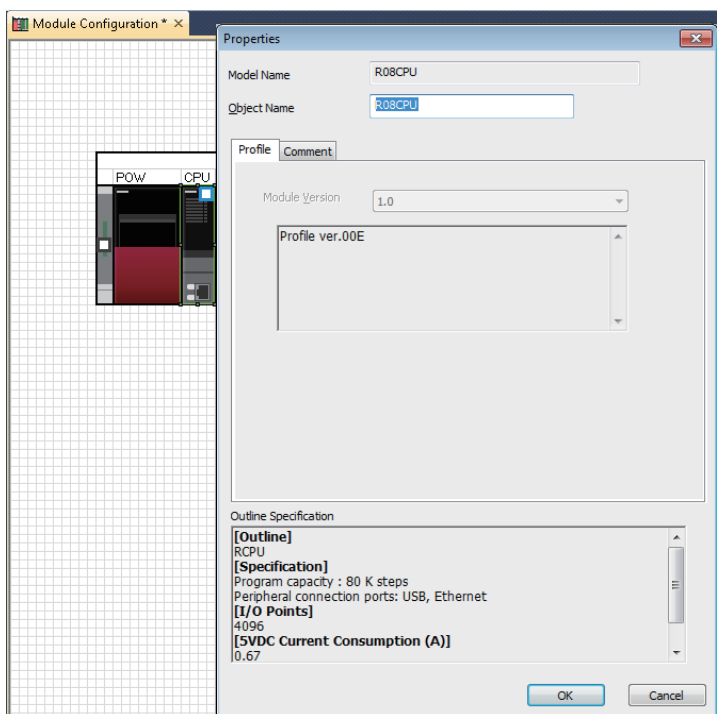 Module Configuration *
Properties
Model Name
R08CPU
Object Name
R08CPU
POW
CPU
Profile
Comment
Module Version
1.0
Profile ver.00E
Outline Specification
[Outline]
RCPU
[Specification]
Program capacity : 80 K steps
Peripheral connection ports: USB, Ethernet
[I/O Points]
4096
[5VDC Current Consumption (A)]
0.67
OK
Cancel